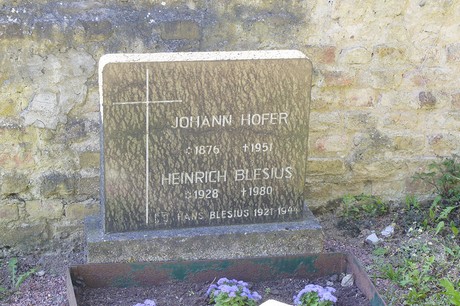 JOHANN HOFER
1876 †1951
HEINRICH BLESIUS
1928 †1980
HANS BLESIUS 1921 1944